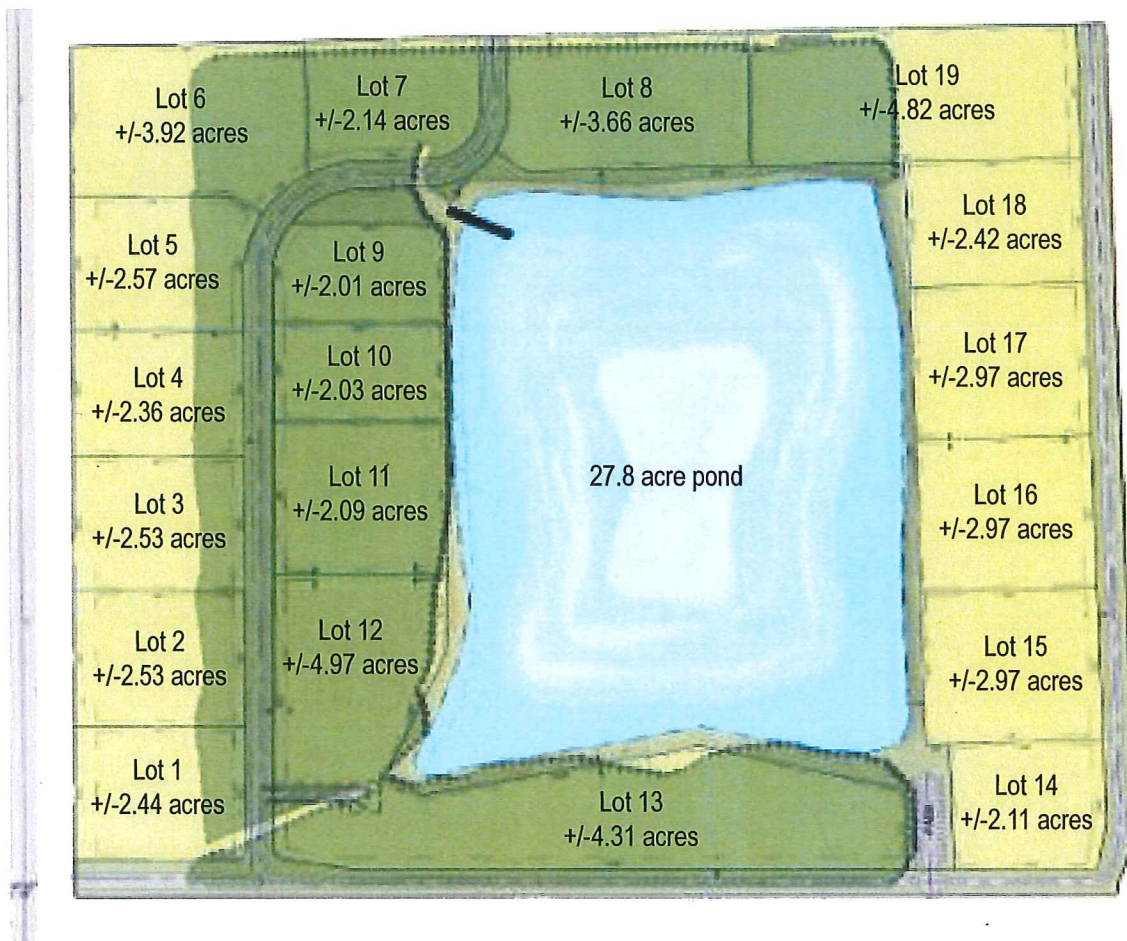 Lot 6
+/-3.92 acres
Lot 7
+/-2.14 acres
Lot 8
+/-3.66 acres
Lot 19
+/-4.82 acres
Lot 5
+/-2.57 acres
Lot 9
+/-2.01 acres
Lot 18
+/-2.42 acres
Lot 4
+/-2.36 acres
Lot 10
+/-2.03 acres
Lot 17
+/-2.97 acres
Lot 3
+/-2.53 acres
Lot 11
+/-2.09 acres
27.8 acre pond
Lot 16
+/-2.97 acres
Lot 2
+/-2.53 acres
Lot 12
+/-4.97 acres
Lot 15
+/-2.97 acres
Lot 1
+/-2.44 acres
Lot 13
+/-4.31 acres
Lot 14
+/-2.11 acres